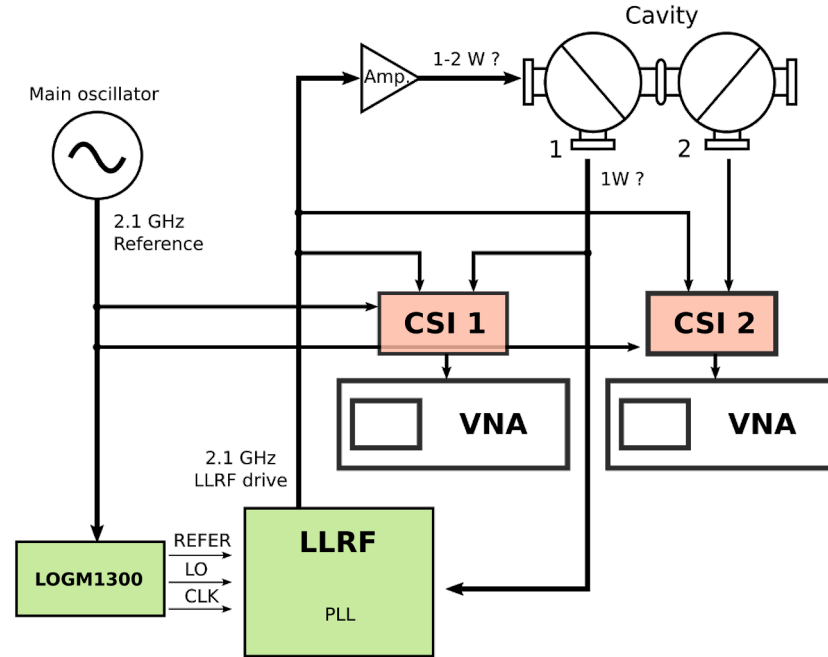 Cavity
1-2 W ?
Amp.
Main oscillator
1
2
1W ?
2.1 GHz
Reference
CSI 1
CSI 2
VNA
VNA
2.1 GHz
LLRF drive
LLRF
REFER
LO
CLK
LOGM1300
PLL